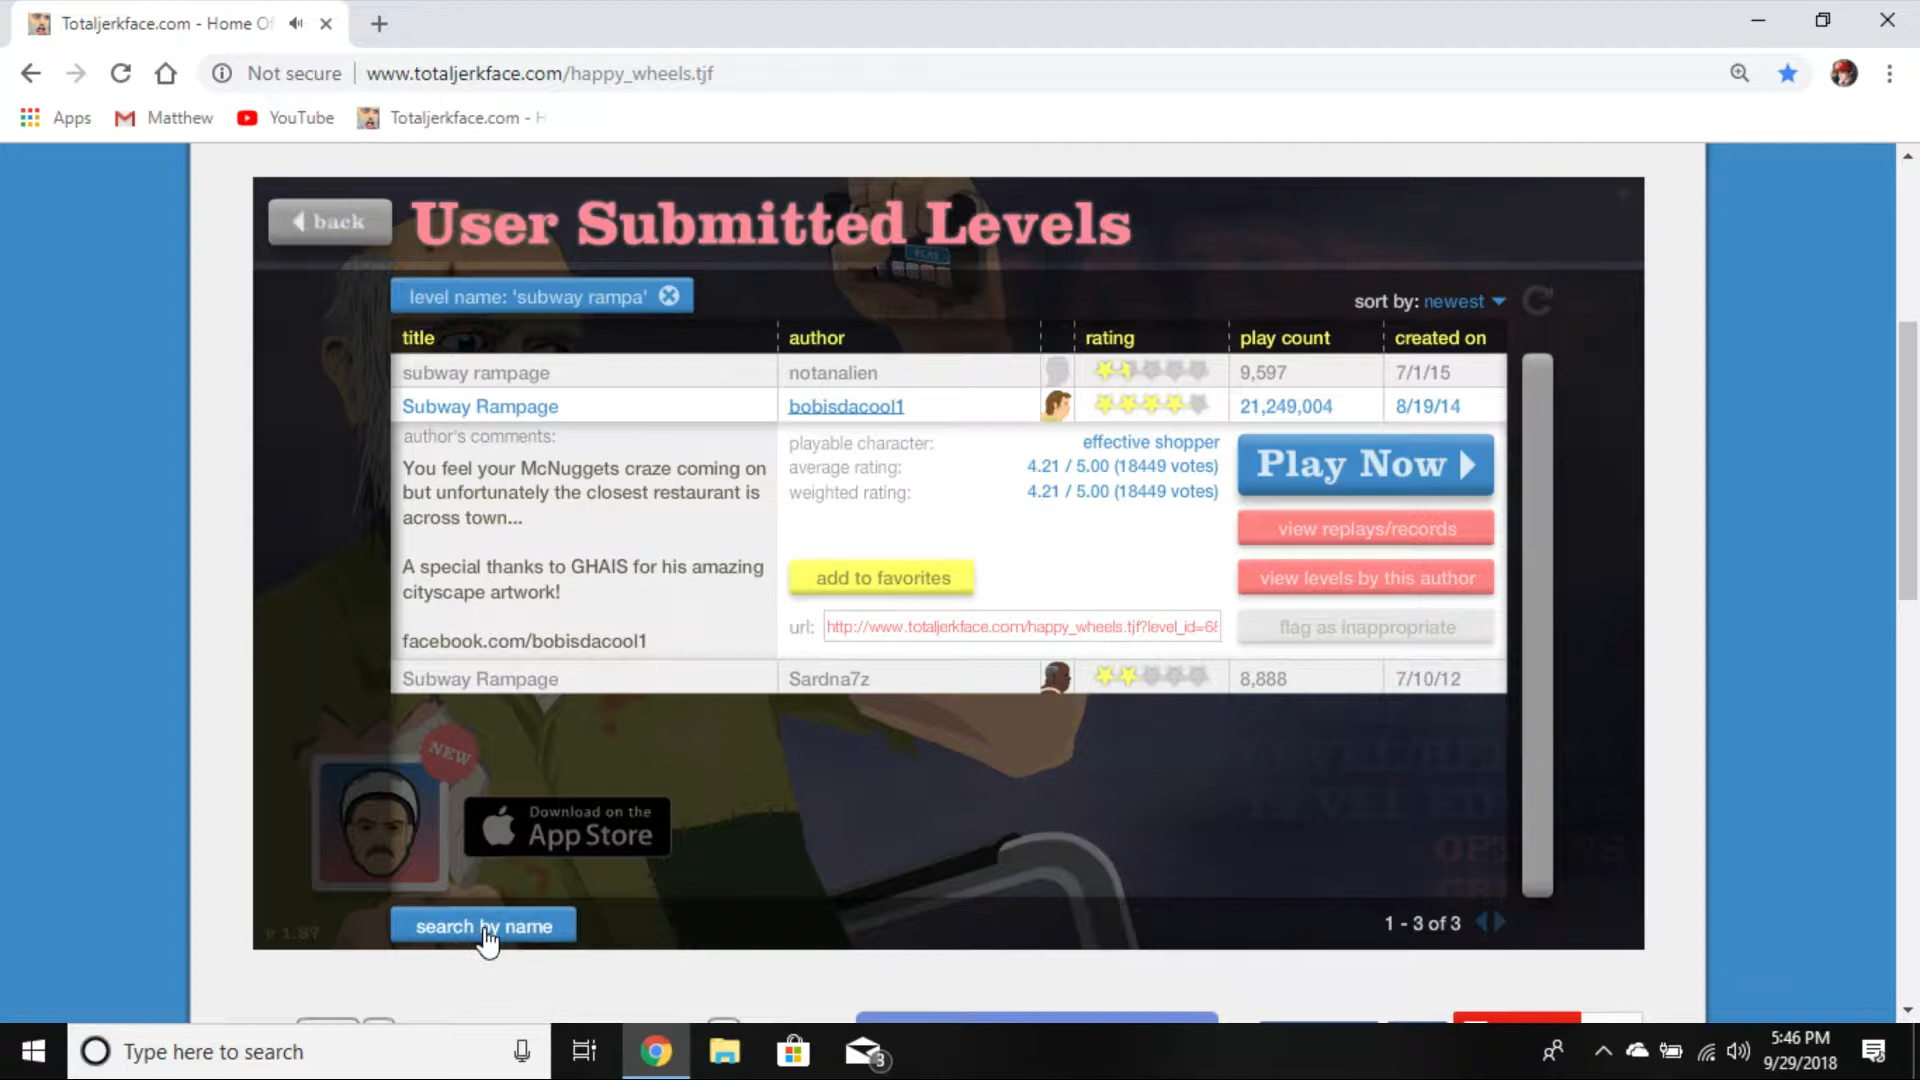 Totaljerkface.com - Home Of
Not secure
www.totaljerkface.com/happy_wheels.tjf
Apps
Matthew
YouTube
Totaljerkface.com - H
back
User Submitted Levels
level name: 'subway rampa'
sort by: newest
title
author
rating
play count
created on
subway rampage
notanalien
9,597
7/1/15
Subway Rampage
bobisdacool1
21,249,004
8/19/14
author's comments:
You feel your McNuggets craze coming on
but unfortunately the closest restaurant is
across town...
A special thanks to GHAIS for his amazing
cityscape artwork!
facebook.com/bobisdacool1
playable character:
effective shopper
average rating:
4.21 / 5.00 (18449 votes)
weighted rating:
4.21 / 5.00 (18449 votes)
add to favorites
url:
http://www.totaljerkface.com/happy_wheels.tjf?level_id=6
Play Now
view replays/records
view levels by this author
flag as inappropriate
Subway Rampage
Sardna7z
8,888
7/10/12
NEW
Download on the
App Store
search by name
1 - 3 of 3
1.87
Type here to search
3
5:46 PM
9/29/2018